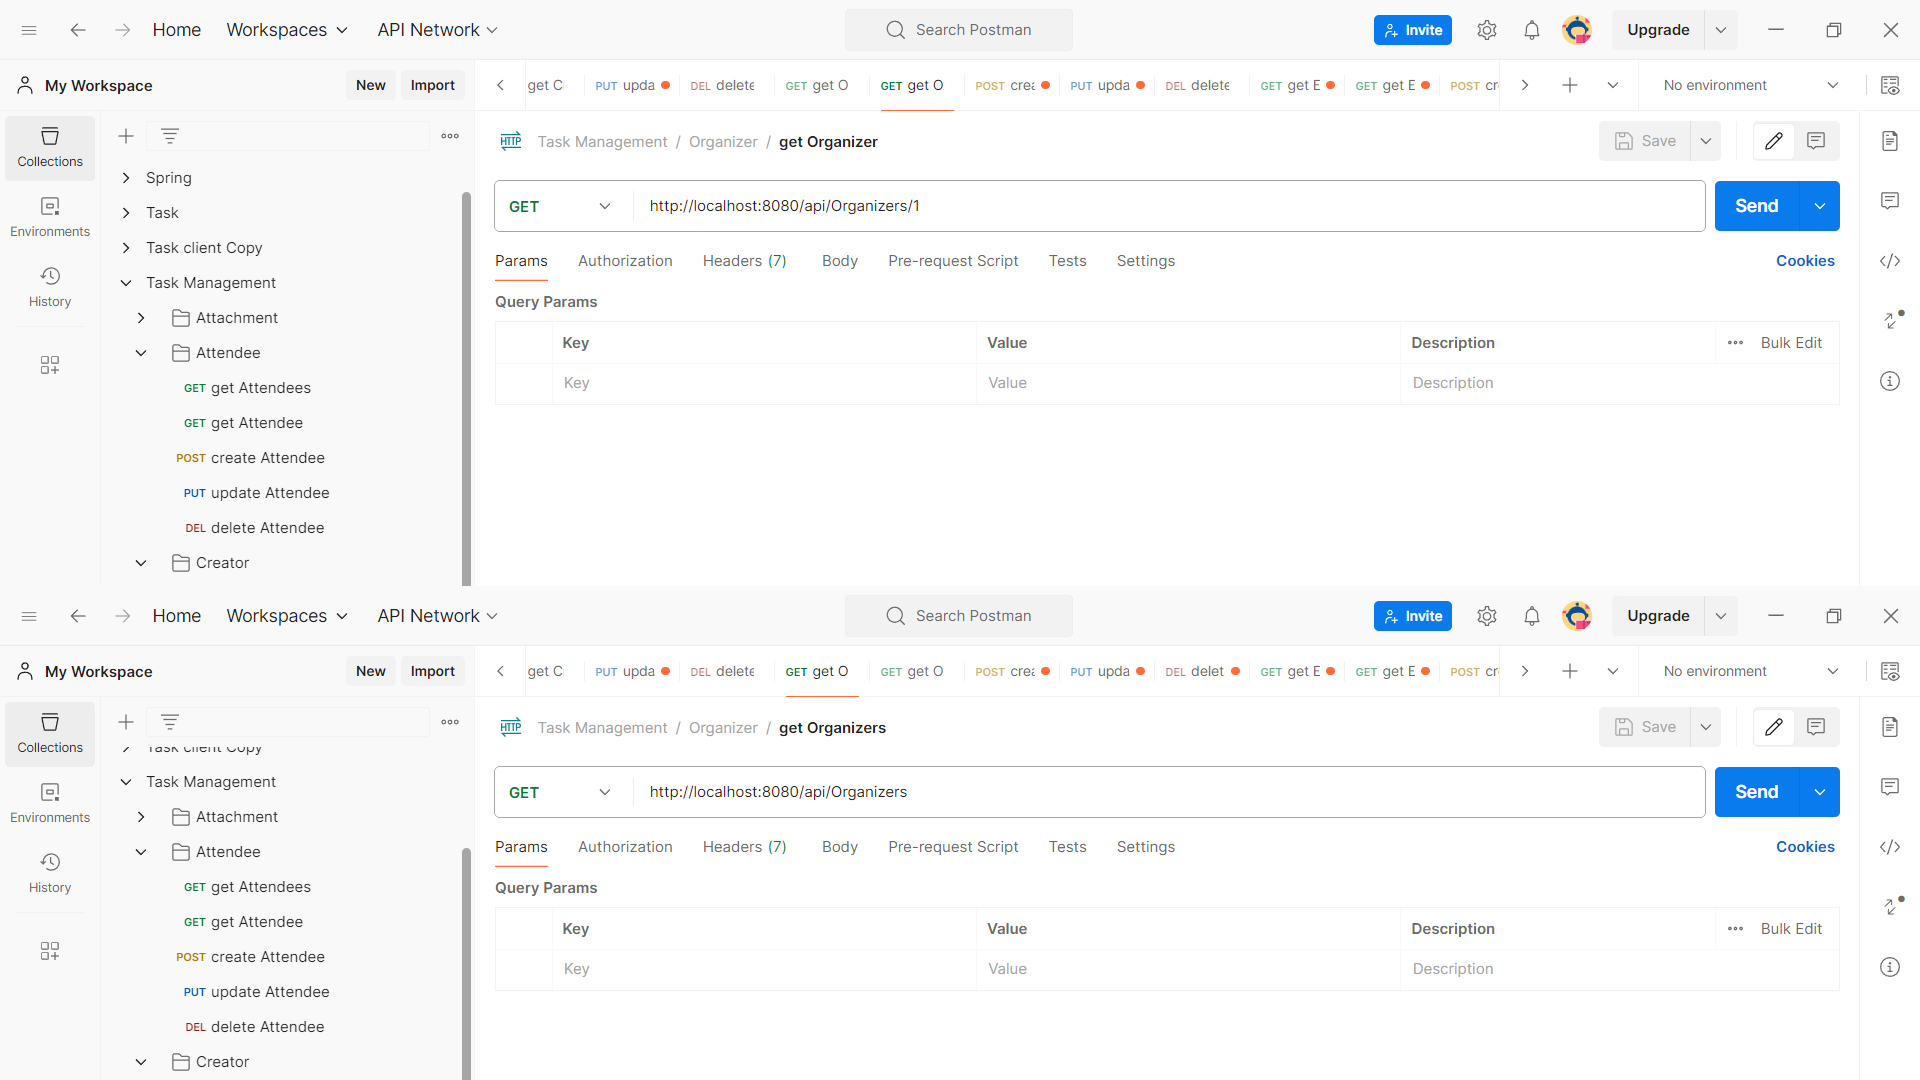 Home Workspaces API Network Search Postman Invite Upgrade
My Workspace New Import get C PUT upda DEL delete GET get O GET get O POST crea PUT upda DEL delete GET get E GET get E POST cr No environment
Collections
Environments
History
Spring
Task
Task client Copy
Task Management
Attachment
Attendee
GET get Attendees
GET get Attendee
POST create Attendee
PUT update Attendee
DEL delete Attendee
Creator
HTTP Task Management / Organizer / get Organizer Save
GET http://localhost:8080/api/Organizers/1 Send
Params Authorization Headers (7) Body Pre-request Script Tests Settings Cookies
Query Params
Key Value Description Bulk Edit
Key Value Description
Home Workspaces API Network Search Postman Invite Upgrade
My Workspace New Import get C PUT upda DEL delete GET get O GET get O POST crea PUT upda DEL delet GET get E GET get E POST cr No environment
Collections
Environments
History
Task client Copy
Task Management
Attachment
Attendee
GET get Attendees
GET get Attendee
POST create Attendee
PUT update Attendee
DEL delete Attendee
Creator
HTTP Task Management / Organizer / get Organizers Save
GET http://localhost:8080/api/Organizers Send
Params Authorization Headers (7) Body Pre-request Script Tests Settings Cookies
Query Params
Key Value Description Bulk Edit
Key Value Description